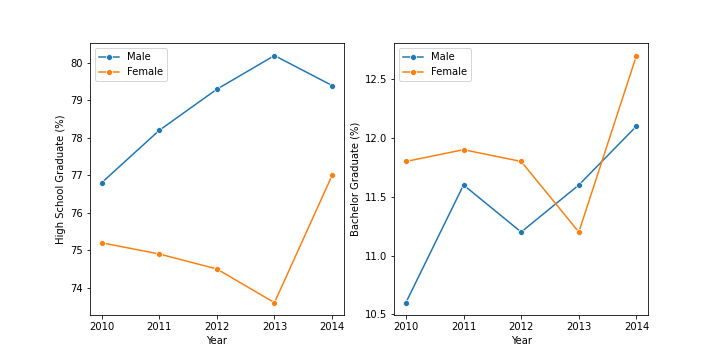 Male
Female
80
79
78
77
76
75
74
High School Graduate (%)
2010 2011 2012 2013 2014
Year
Male
Female
12.5
12.0
11.5
11.0
10.5
Bachelor Graduate (%)
2010 2011 2012 2013 2014
Year